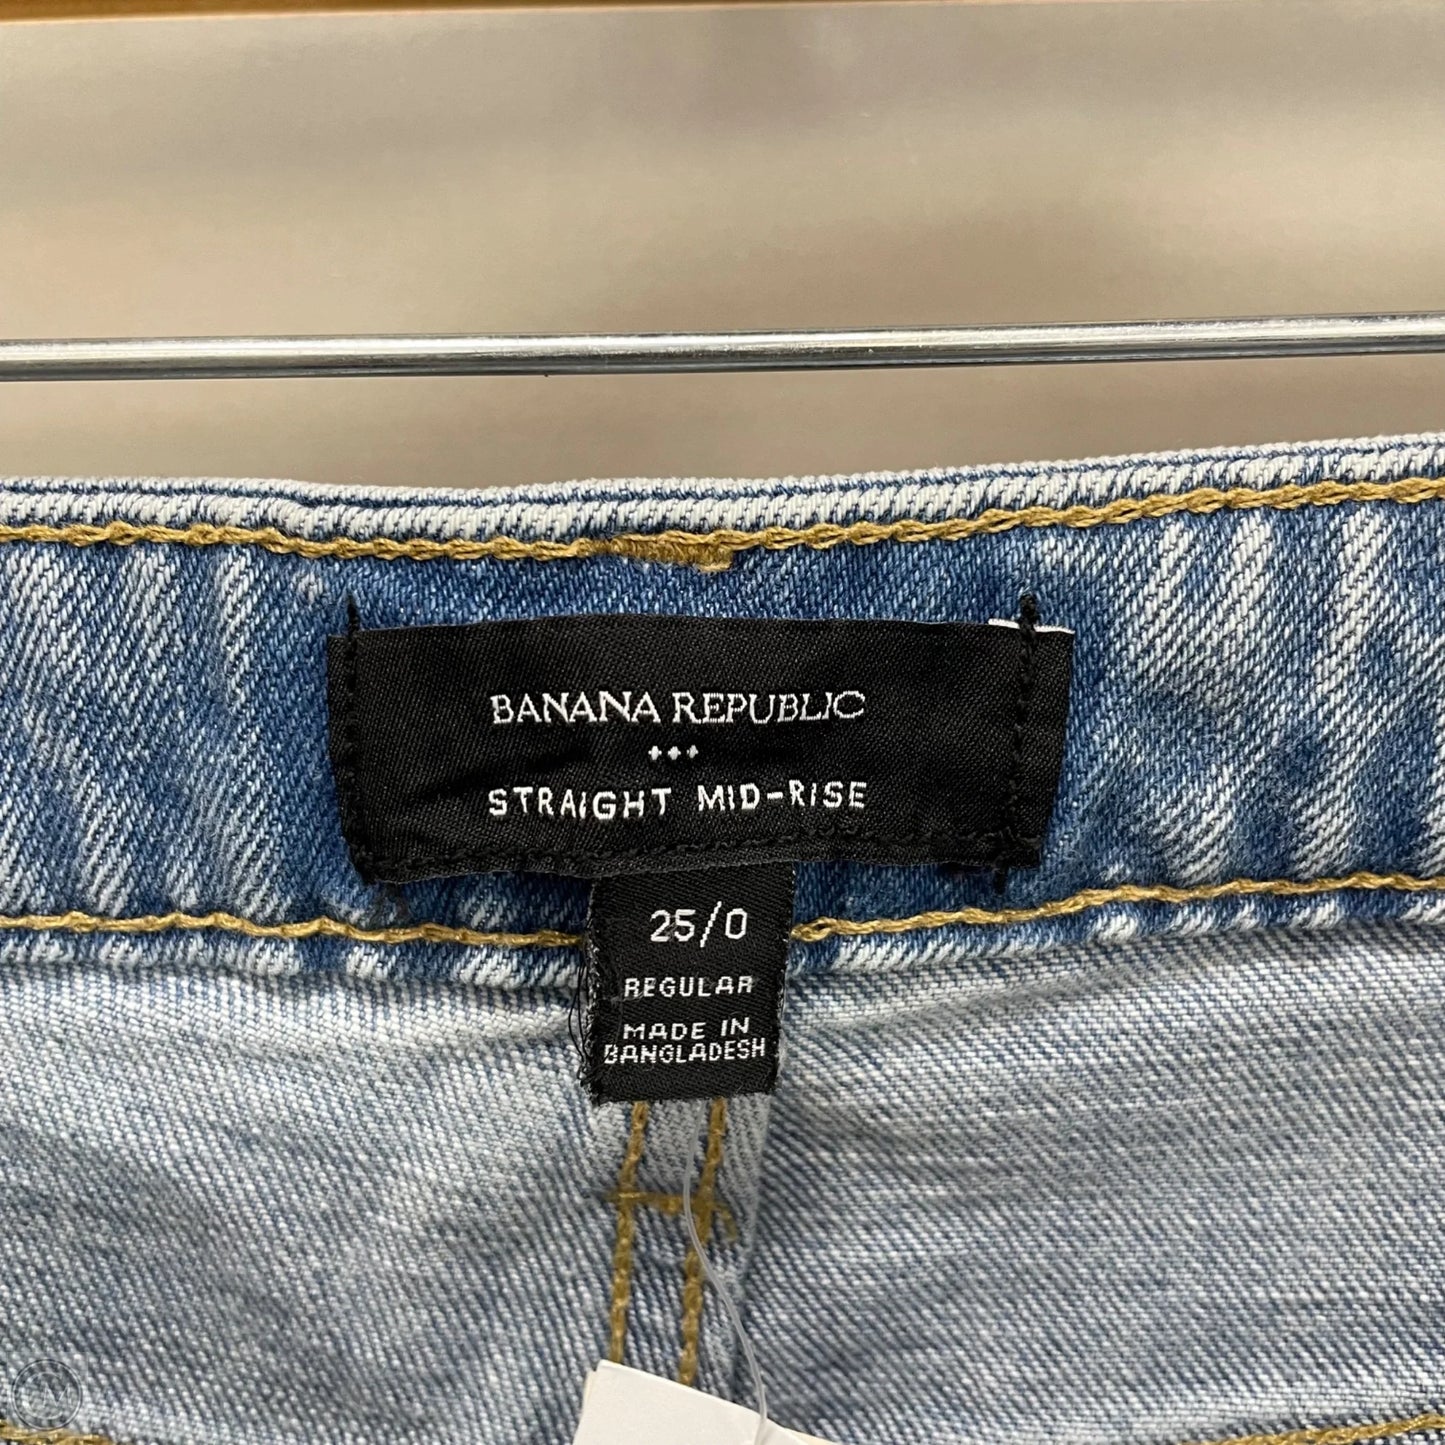 BANANA REPUBLIC
STRAIGHT MID-RISE
25/0
REGULAR
MADE IN
BANGLADESH